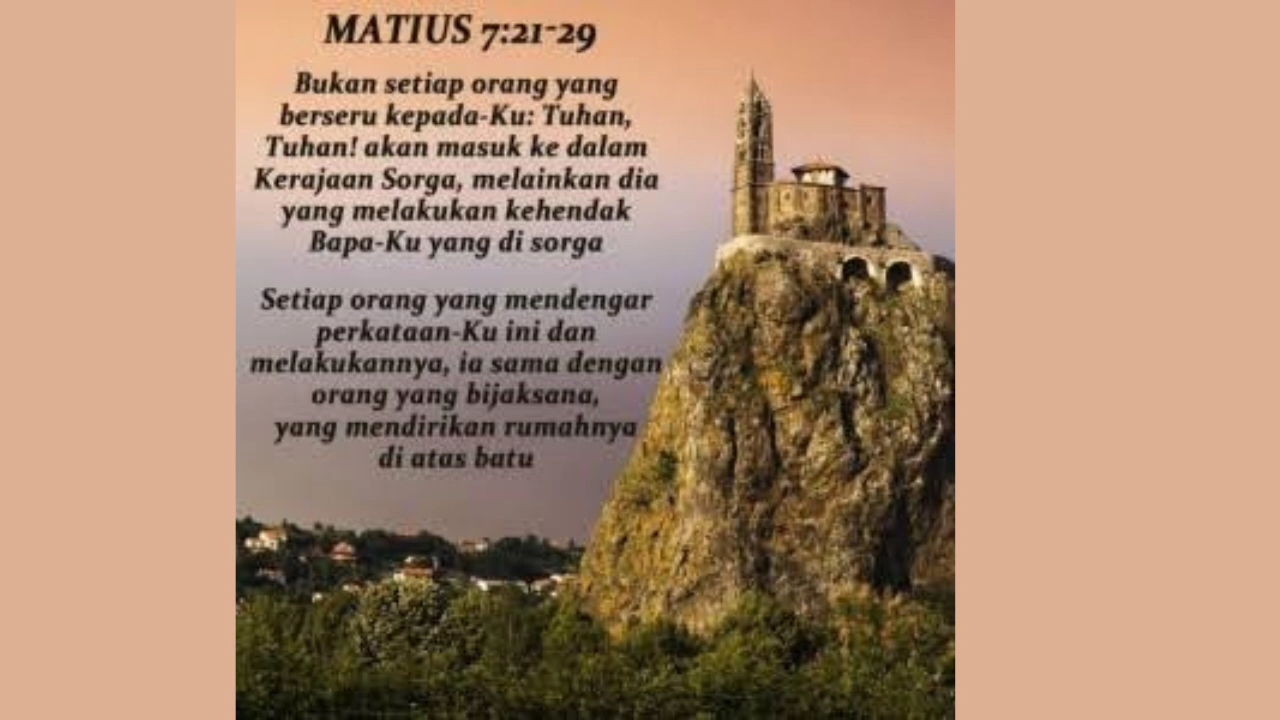 MATIUS 7:21-29
Bukan setiap orang yang
berseru kepada-Ku: Tuhan,
Tuhan! akan masuk ke dalam
Kerajaan Sorga, melainkan dia
yang melakukan kehendak
Bapa-Ku yang di sorga
Setiap orang yang mendengar
perkataan-Ku ini dan
melakukannya, ia sama dengan
orang yang bijaksana,
yang mendirikan rumahnya
di atas batu